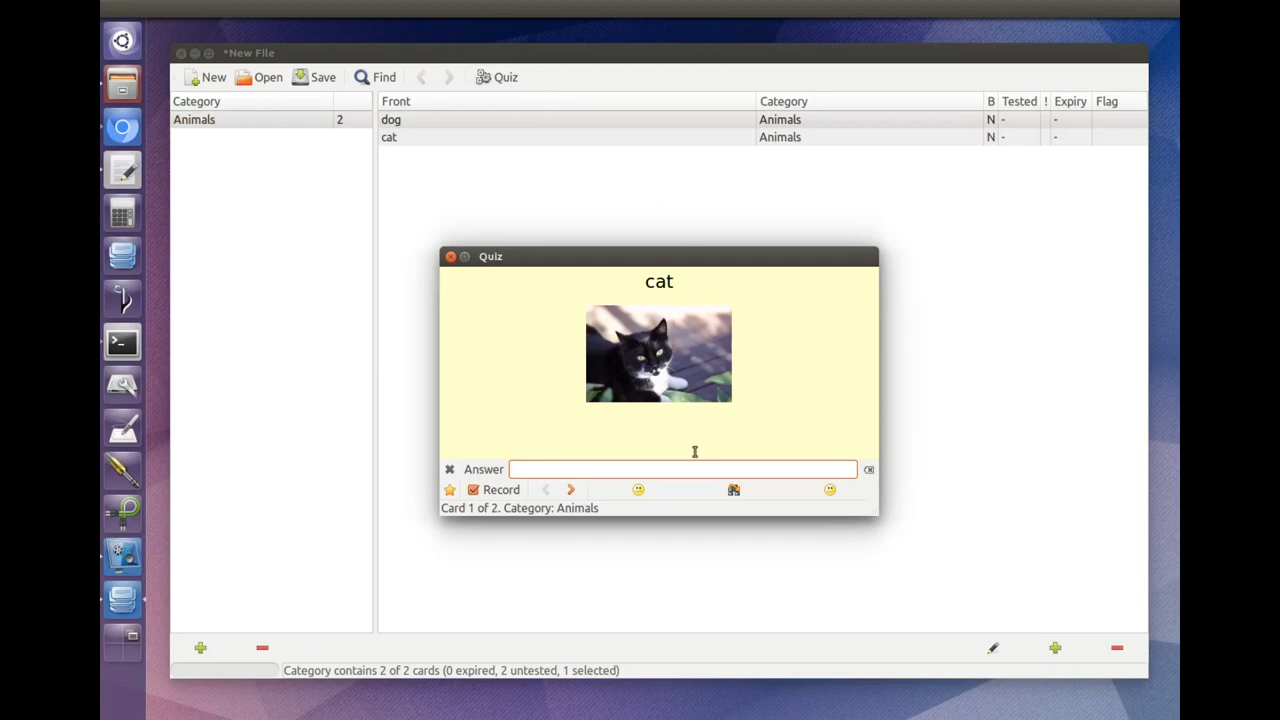 *New File
New Open Save Find Quiz
Category
Animals 2
Front Category B Tested ! Expiry Flag
dog Animals N - -
cat Animals N - -
Quiz
cat
Answer
Record
Card 1 of 2. Category: Animals
Category contains 2 of 2 cards (0 expired, 2 untested, 1 selected)